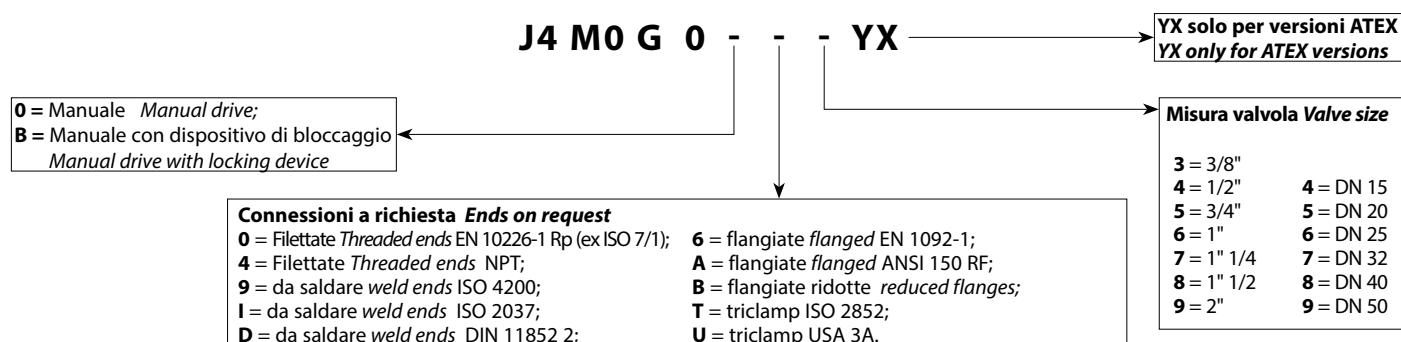 J4 M0 G 0 - - - YX
YX solo per versioni ATEX
YX only for ATEX versions
0 = Manuale Manual drive;
B = Manuale con dispositivo di bloccaggio
Manual drive with locking device
Misura valvola Valve size
3 = 3/8"
4 = 1/2" 4 = DN 15
5 = 3/4" 5 = DN 20
6 = 1" 6 = DN 25
7 = 1" 1/4 7 = DN 32
8 = 1" 1/2 8 = DN 40
9 = 2" 9 = DN 50
Connessioni a richiesta Ends on request
0 = Filettate Threaded ends EN 10226-1 Rp (ex ISO 7/1); 6 = flangiate flanged EN 1092-1;
4 = Filettate Threaded ends NPT; A = flangiate flanged ANSI 150 RF;
9 = da saldare weld ends ISO 4200; B = flangiate ridotte reduced flanges;
I = da saldare weld ends ISO 2037; T = triclamp ISO 2852;
D = da saldare weld ends DIN 11852 2; U = triclamp USA 3A.